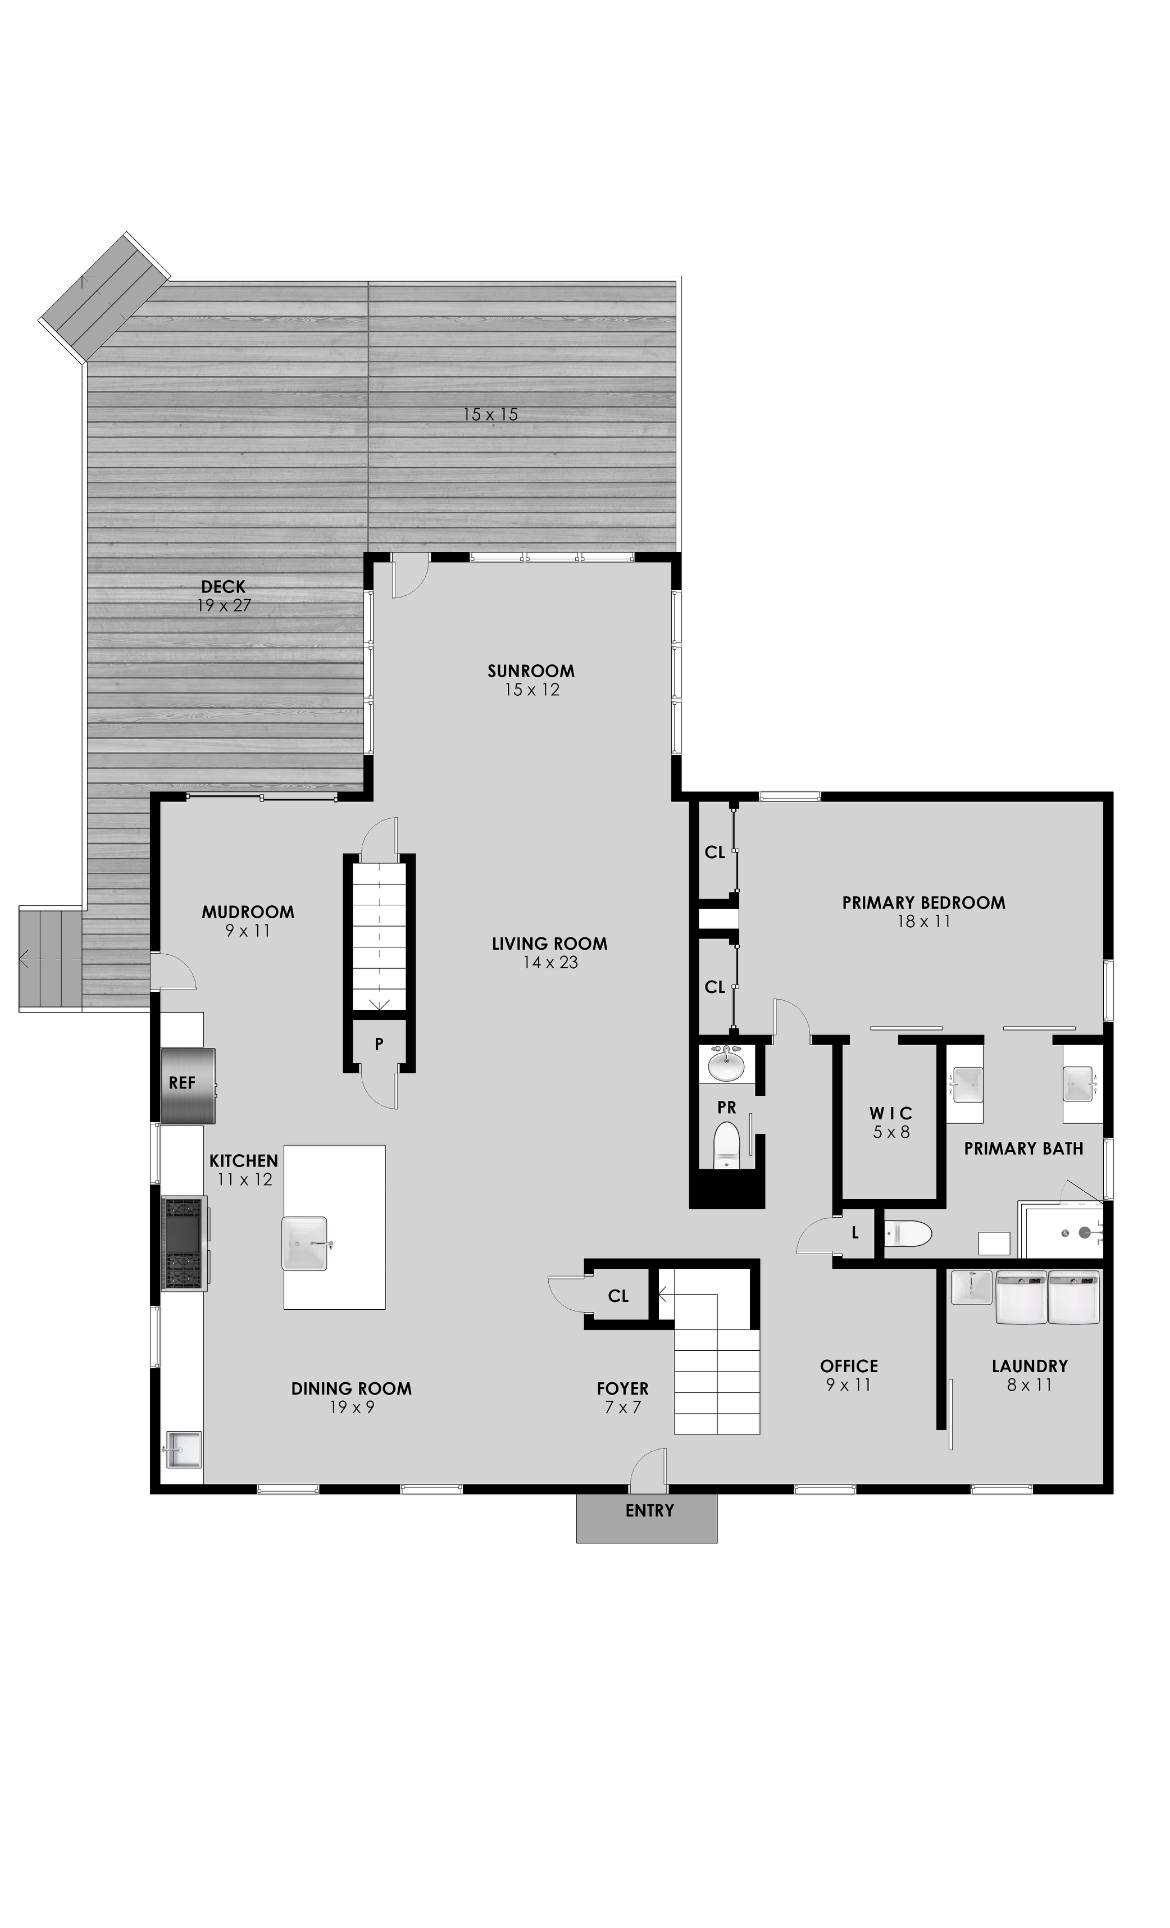 15 x 15
DECK
19 x 27
SUNROOM
15 x 12
CL
PRIMARY BEDROOM
18 x 11
MUDROOM
9 x 11
LIVING ROOM
14 x 23
CL
P
REF
PR
W I C
5 x 8
PRIMARY BATH
KITCHEN
11 x 12
L
CL
OFFICE
9 x 11
LAUNDRY
8 x 11
DINING ROOM
19 x 9
FOYER
7 x 7
ENTRY